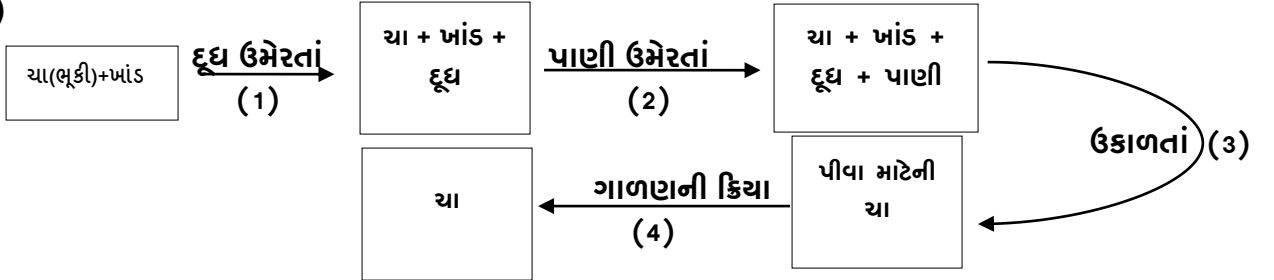 )
ચા(ભૂકી)+ખાંડ
દૂધ ઉમેરતાં
(1)
ચા + ખાંડ +
દૂધ
પાણી ઉમેરતાં
(2)
ચા + ખાંડ +
દૂધ + પાણી
ઉકાળતાં (3)
પીવા માટેની
ચા
ગાળણની ક્રિયા
(4)
ચા